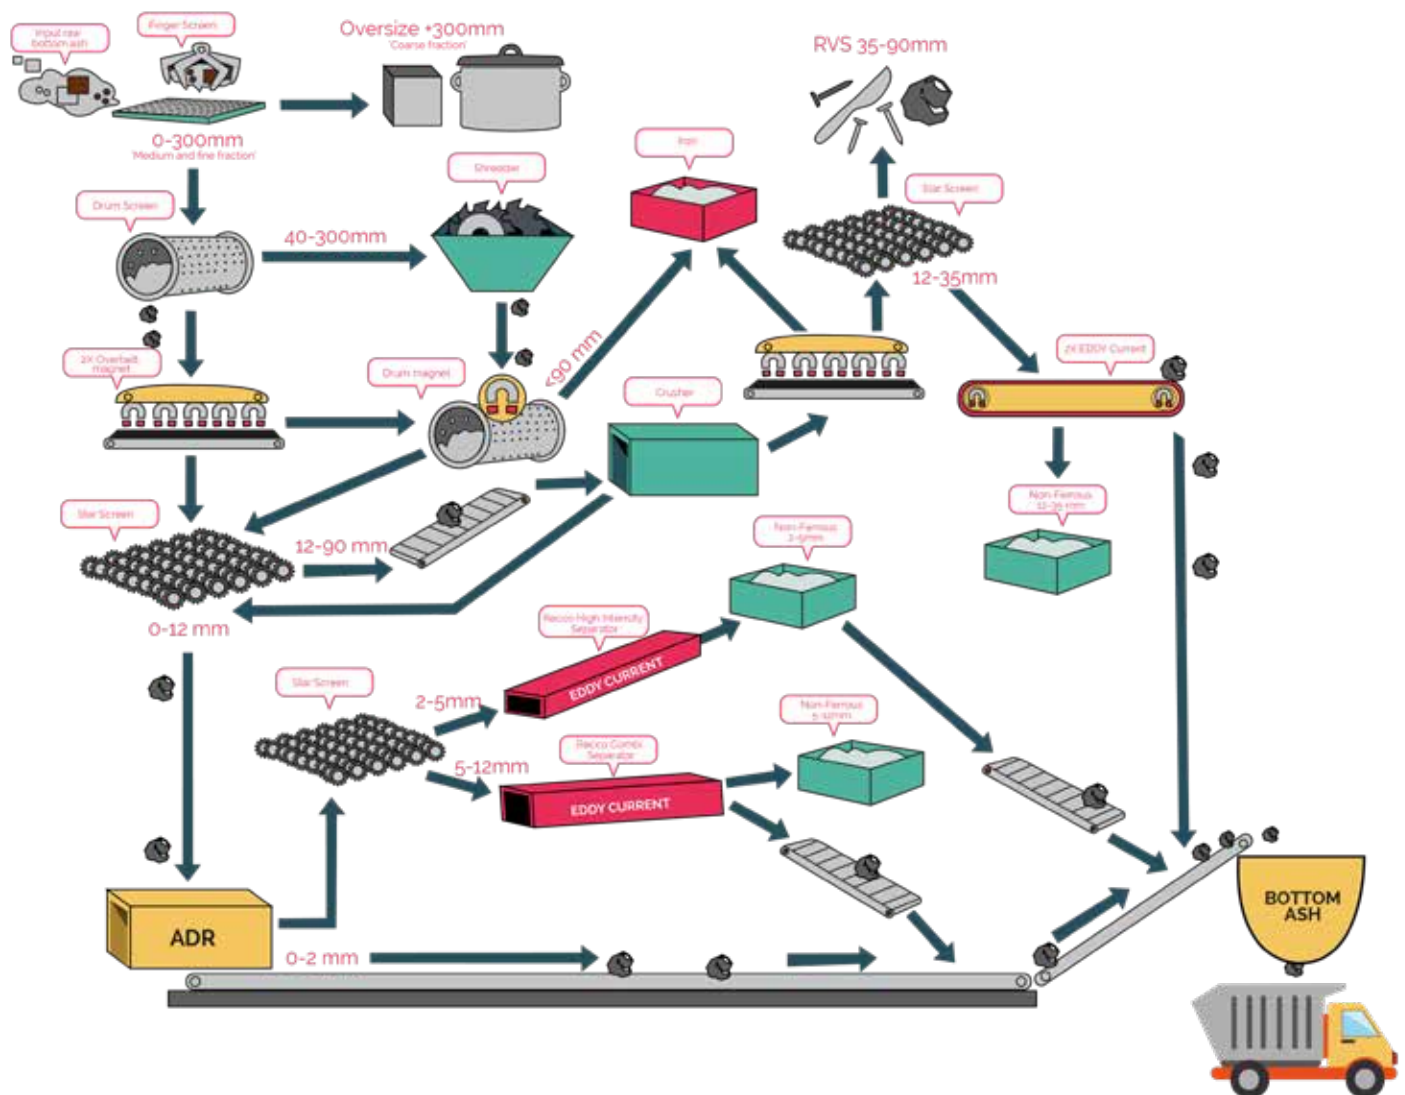 Input raw
bottom ash
Finger Screen
Oversize +300mm
'Coarse fraction'
RVS 35-90mm
0-300mm
'Medium and fine fraction'
Iron
Shredder
Star Screen
Drum Screen
40-300mm
12-35mm
2X Overbelt
magnet
Drum magnet
<90 mm
2X EDDY Current
Crusher
Non-Ferrous
12-35 mm
Star Screen
12-90 mm
Non-Ferrous
2-5mm
0-12 mm
Recco High Intensity
Separator
EDDY CURRENT
Star Screen
2-5mm
Non-Ferrous
5-12mm
5-12mm
Recco Combi
Separator
EDDY CURRENT
ADR
0-2 mm
BOTTOM
ASH